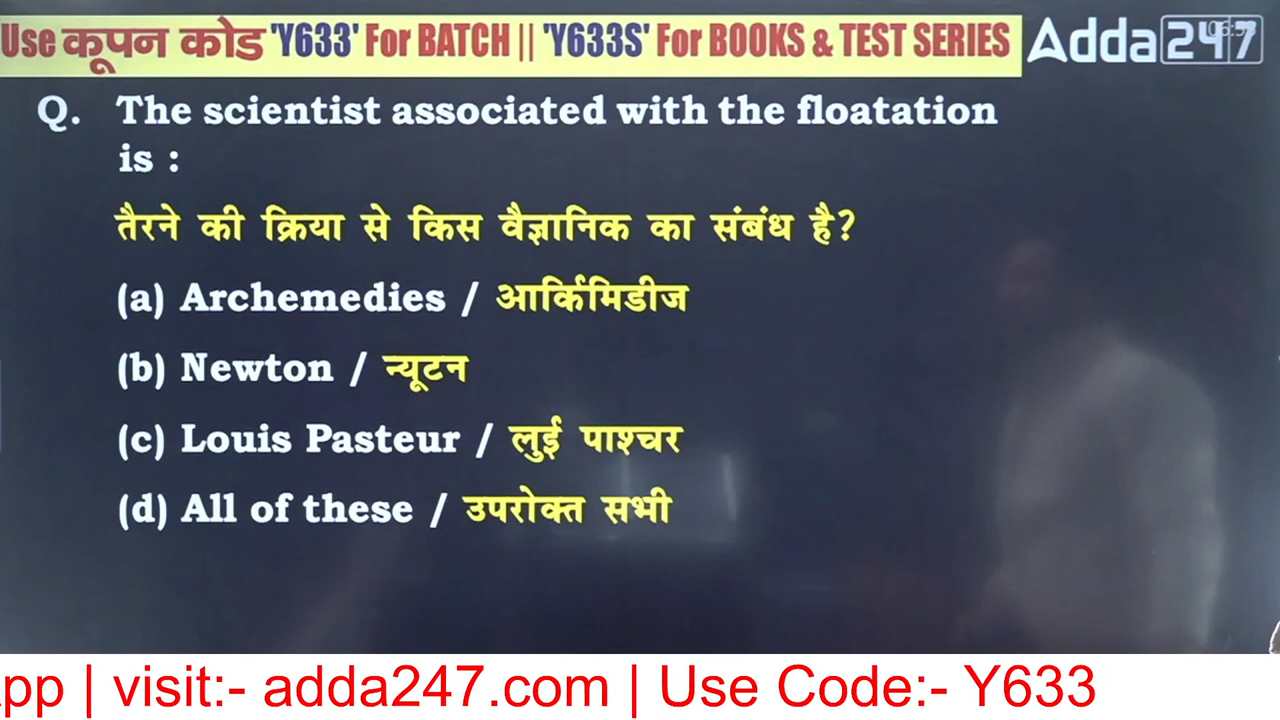 Use कूपन कोड 'Y633' For BATCH || 'Y633S' For BOOKS & TEST SERIES
Adda247
Q. The scientist associated with the floatation
is :
तैरने की क्रिया से किस वैज्ञानिक का संबंध है?
(a) Archemedies / आर्किमिडीज
(b) Newton / न्यूटन
(c) Louis Pasteur / लुई पाश्चर
(d) All of these / उपरोक्त सभी
pp | visit:- adda247.com | Use Code:- Y633